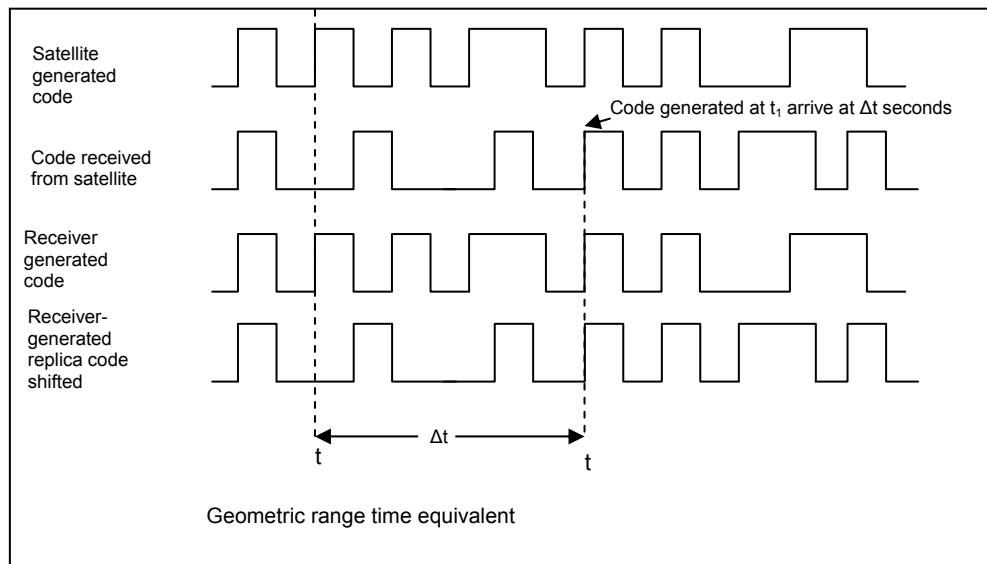 Satellite
generated
code
Code generated at t₁ arrive at Δt seconds
Code received
from satellite
Receiver
generated
code
Receiver-
generated
replica code
shifted
Δt
t
t
Geometric range time equivalent